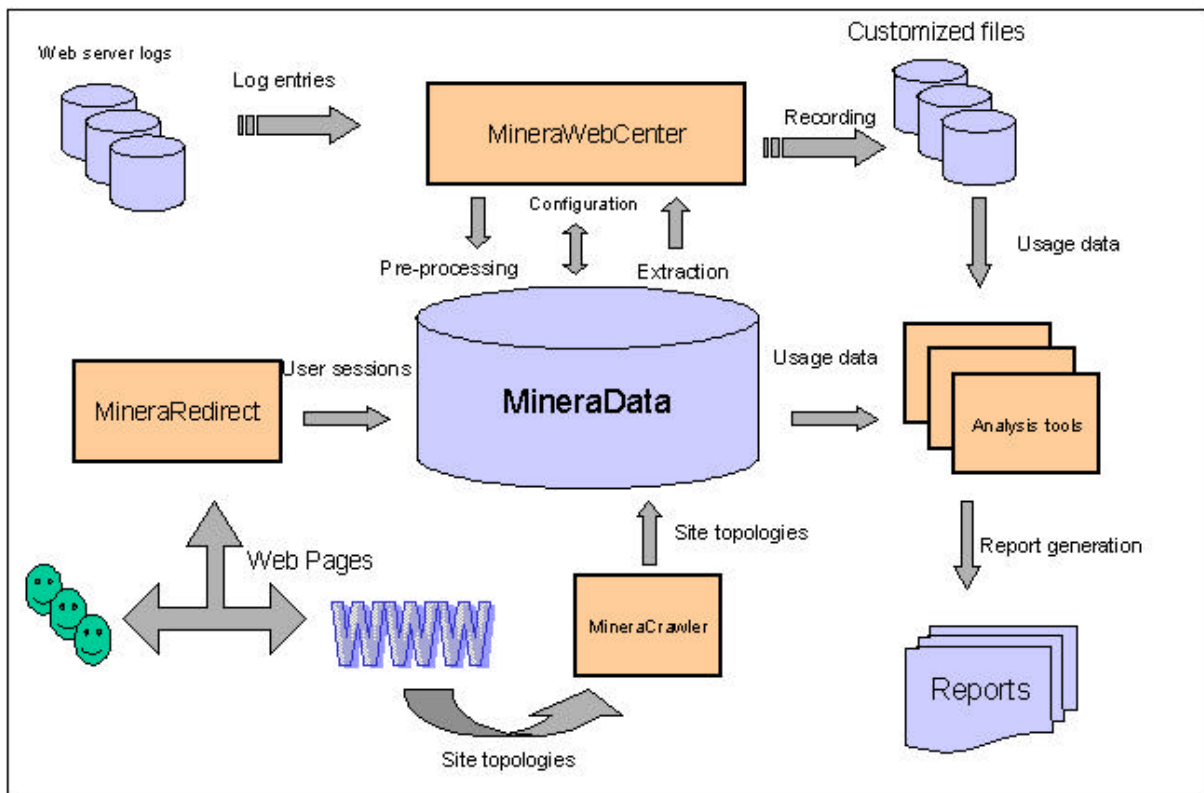 Customized files
Web server logs
Log entries
MineraWebCenter
Recording
Configuration
Pre-processing
Extraction
Usage data
User sessions
Usage data
MineraRedirect
MineraData
Analysis tools
Site topologies
Report generation
Web Pages
WWW
MineraCrawler
Reports
Site topologies